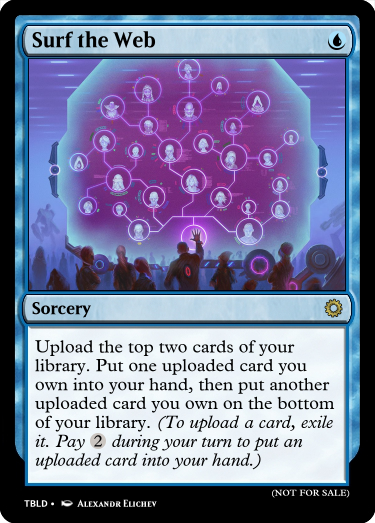 Surf the Web
Sorcery
Upload the top two cards of your
library. Put one uploaded card you
own into your hand, then put another
uploaded card you own on the bottom
of your library. (To upload a card, exile
it. Pay 2 during your turn to put an
uploaded card into your hand.)
(NOT FOR SALE)
TBLD • Alexandr Elichev